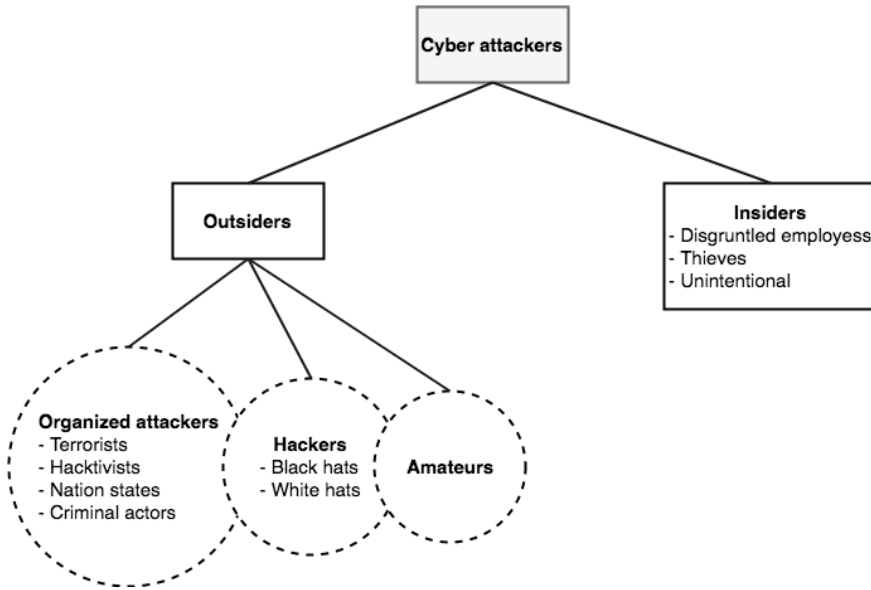 Cyber attackers
Outsiders
Insiders
- Disgruntled employess
- Thieves
- Unintentional
Organized attackers
- Terrorists
- Hacktivists
- Nation states
- Criminal actors
Hackers
- Black hats
- White hats
Amateurs